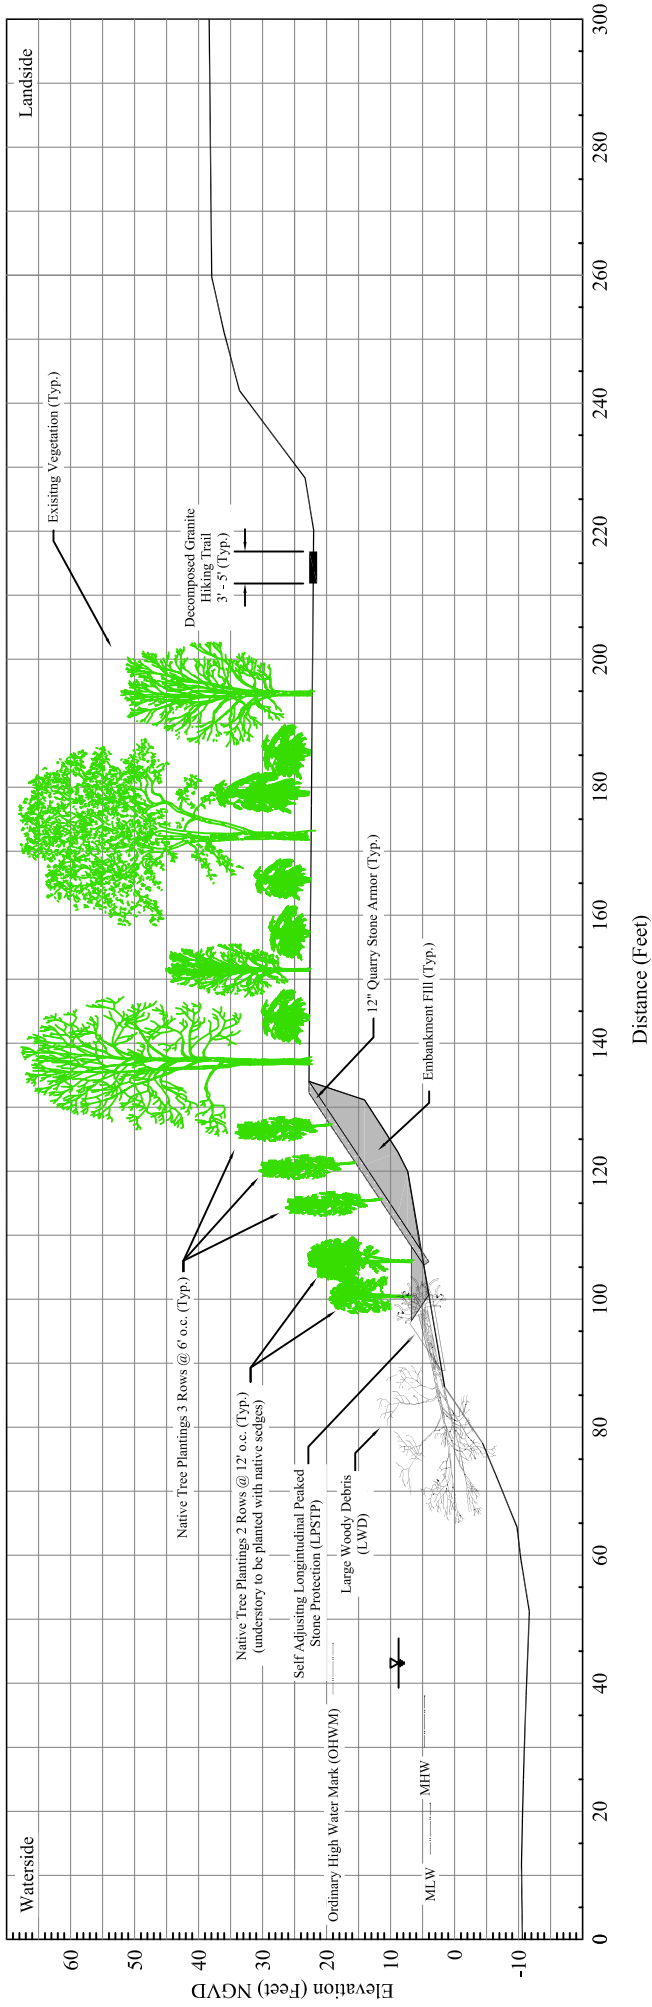 Waterside
Landside
Exisitng Vegetation (Typ.)
Decomposed Granite
Hiking Trail
3' - 5' (Typ.)
Native Tree Plantings 3 Rows @ 6' o.c. (Typ.)
Native Tree Plantings 2 Rows @ 12' o.c. (Typ.)
(understory to be planted with native sedges)
Self Adjusitng Longintudinal Peaked
Stone Protection (LPSTP)
Large Woody Debris
(LWD)
12" Quarry Stone Armor (Typ.)
Embankment FIll (Typ.)
Ordinary High Water Mark (OHWM)
MHW
MLW
60
50
40
30
20
10
0
-10
Elevation (Feet) NGVD
0
20
40
60
80
100
120
140
160
180
200
220
240
260
280
300
Distance (Feet)